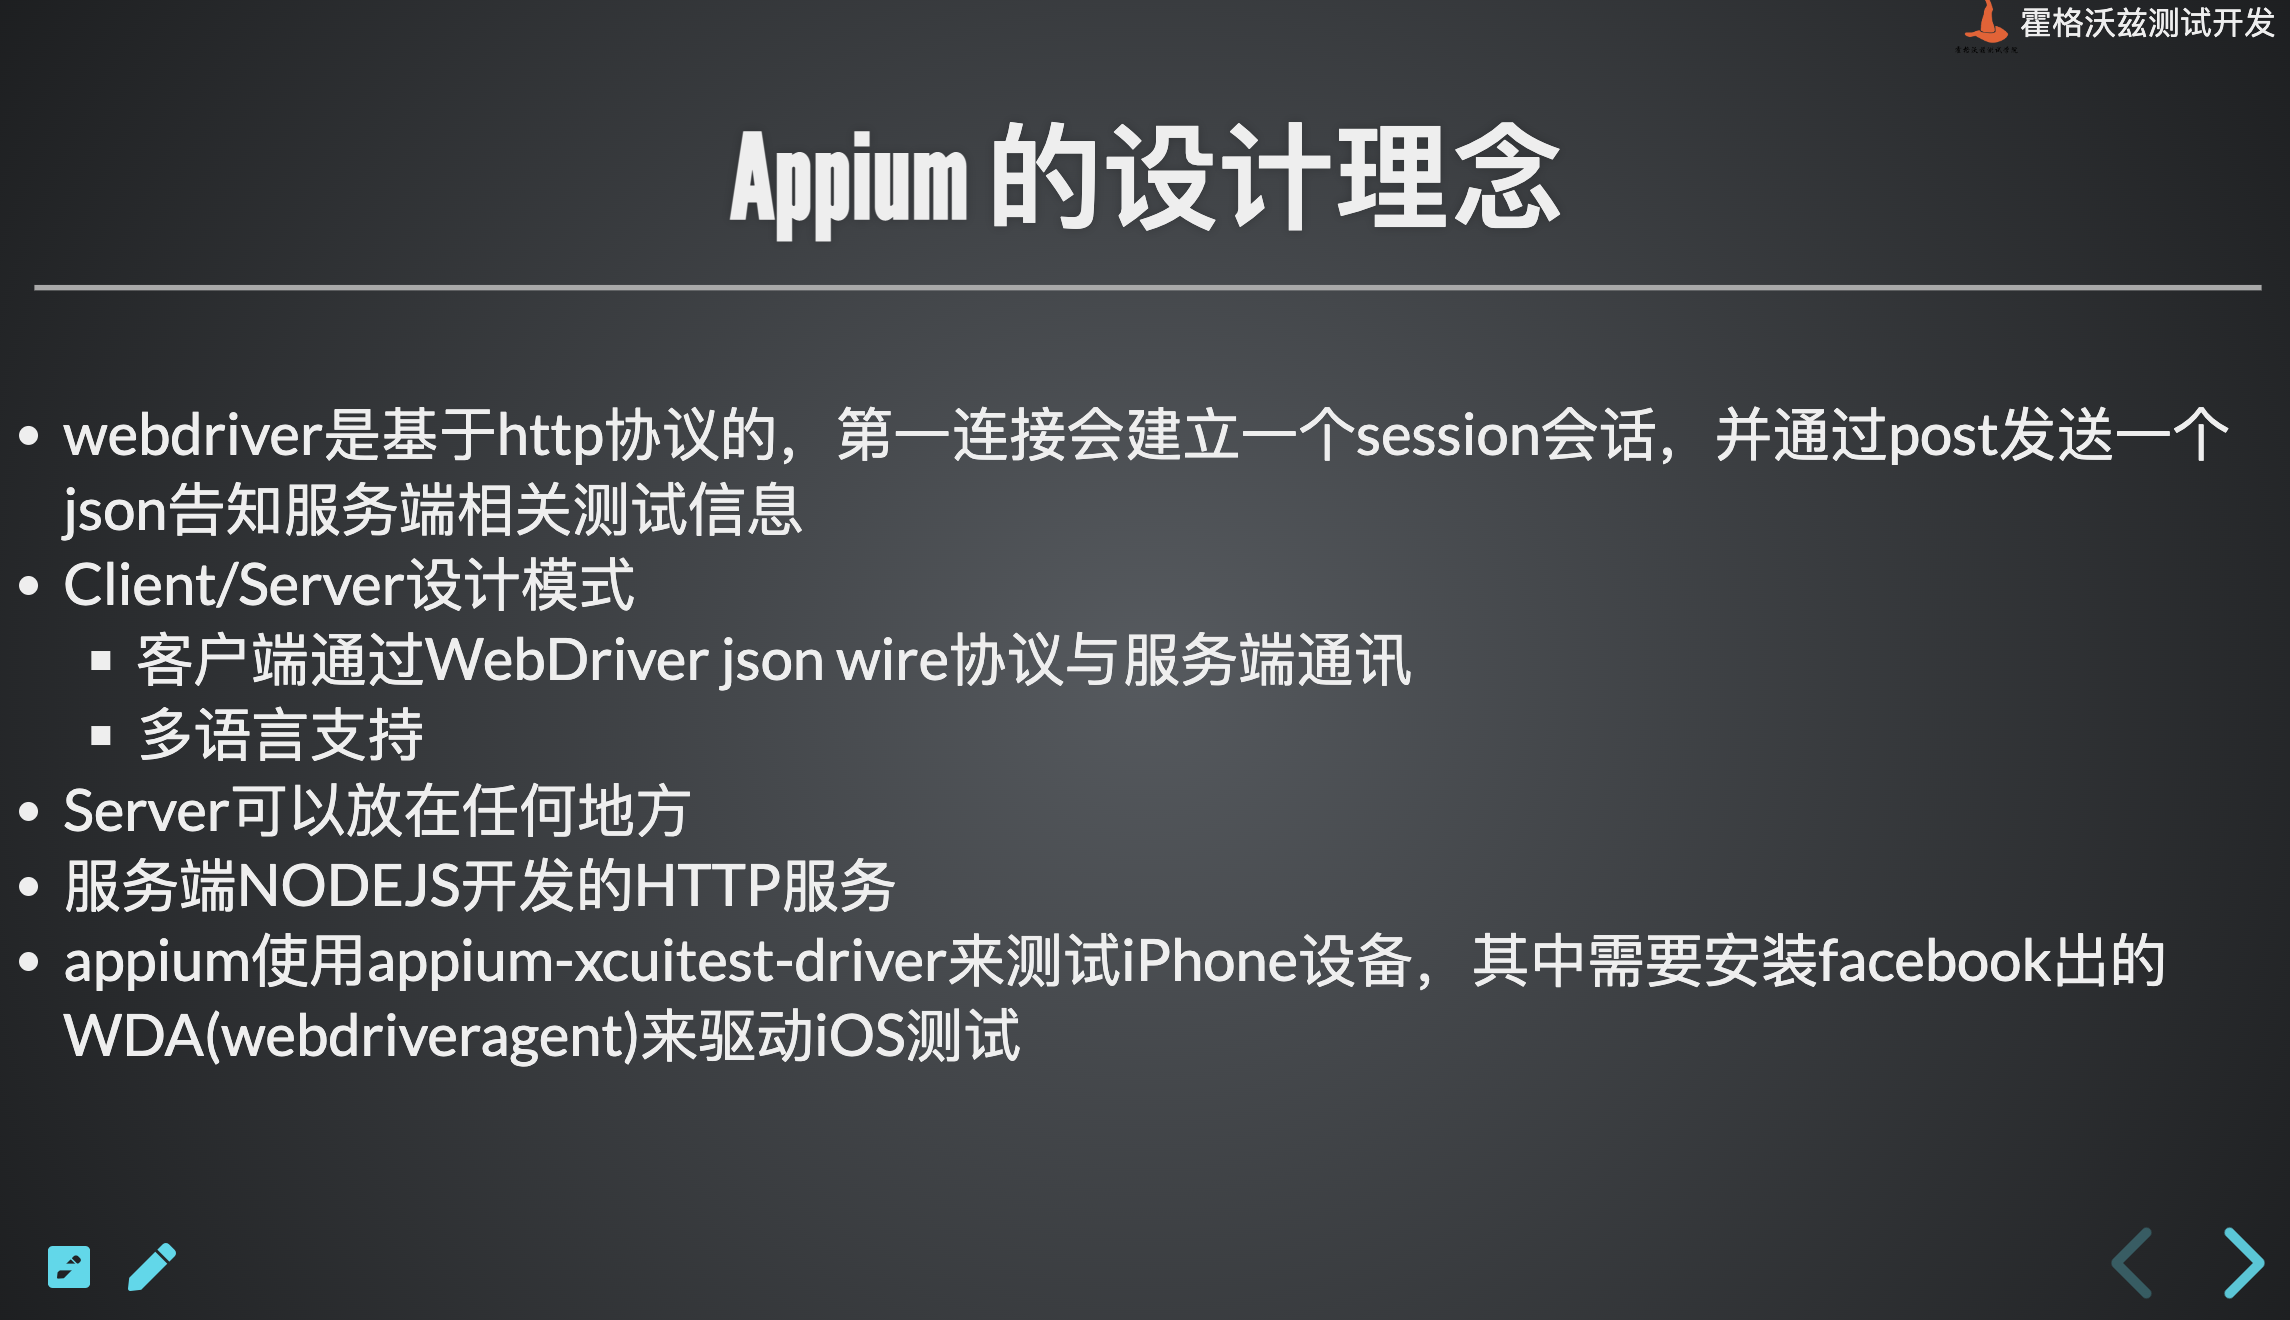 霍格沃兹测试开发
霍格沃兹测试学院
Appium 的设计理念
webdriver是基于http协议的，第一连接会建立一个session会话，并通过post发送一个
json告知服务端相关测试信息
Client/Server设计模式
客户端通过WebDriver json wire协议与服务端通讯
多语言支持
Server可以放在任何地方
服务端NODEJS开发的HTTP服务
appium使用appium-xcuitest-driver来测试iPhone设备，其中需要安装facebook出的
WDA(webdriveragent)来驱动iOS测试